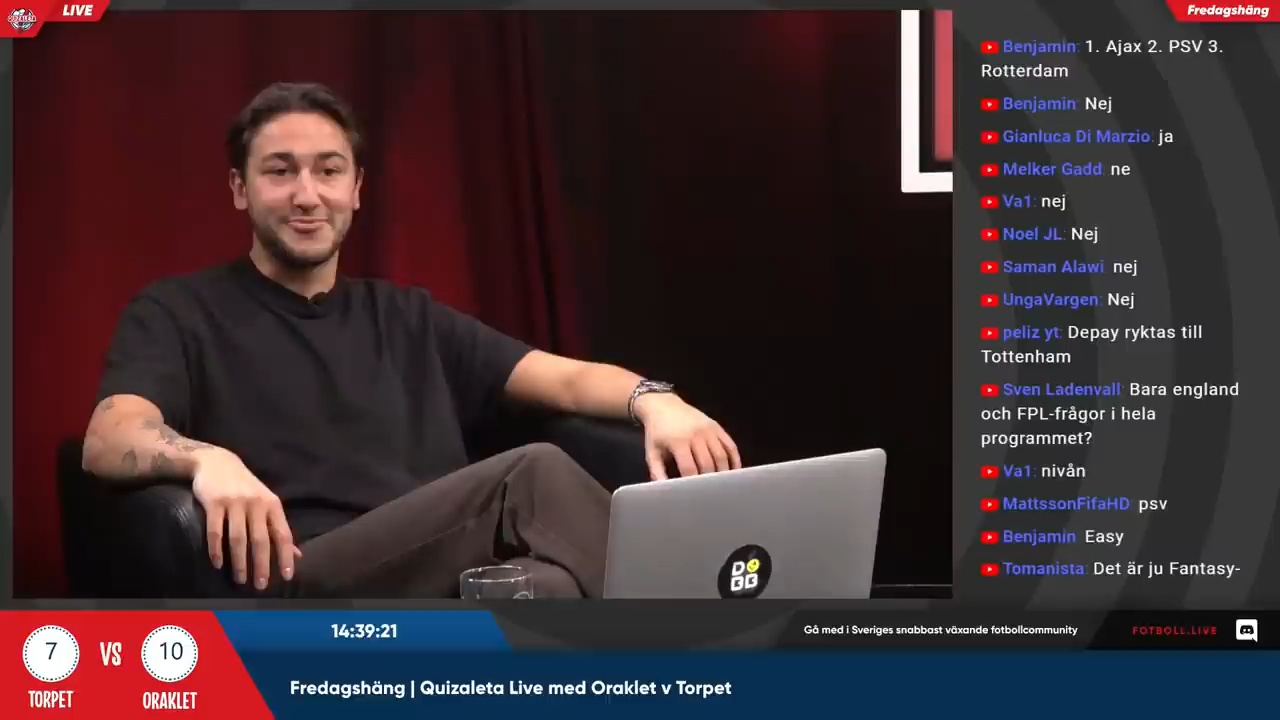 QUIZALETA
LIVE
Fredagshäng
Benjamin: 1. Ajax 2. PSV 3.
Rotterdam
Benjamin: Nej
Gianluca Di Marzio: ja
Melker Gadd: ne
Va1: nej
Noel JL: Nej
Saman Alawi: nej
UngaVargen: Nej
peliz yt: Depay ryktas till
Tottenham
Sven Ladenvall: Bara england
och FPL-frågor i hela
programmet?
Va1: nivån
MattssonFifaHD: psv
Benjamin: Easy
Tomanista: Det är ju Fantasy-
7 VS 10
TORPET ORAKLET
14:39:21
Gå med i Sveriges snabbast växande fotbollcommunity
FOTBOLL.LIVE
Fredagshäng | Quizaleta Live med Oraklet v Torpet